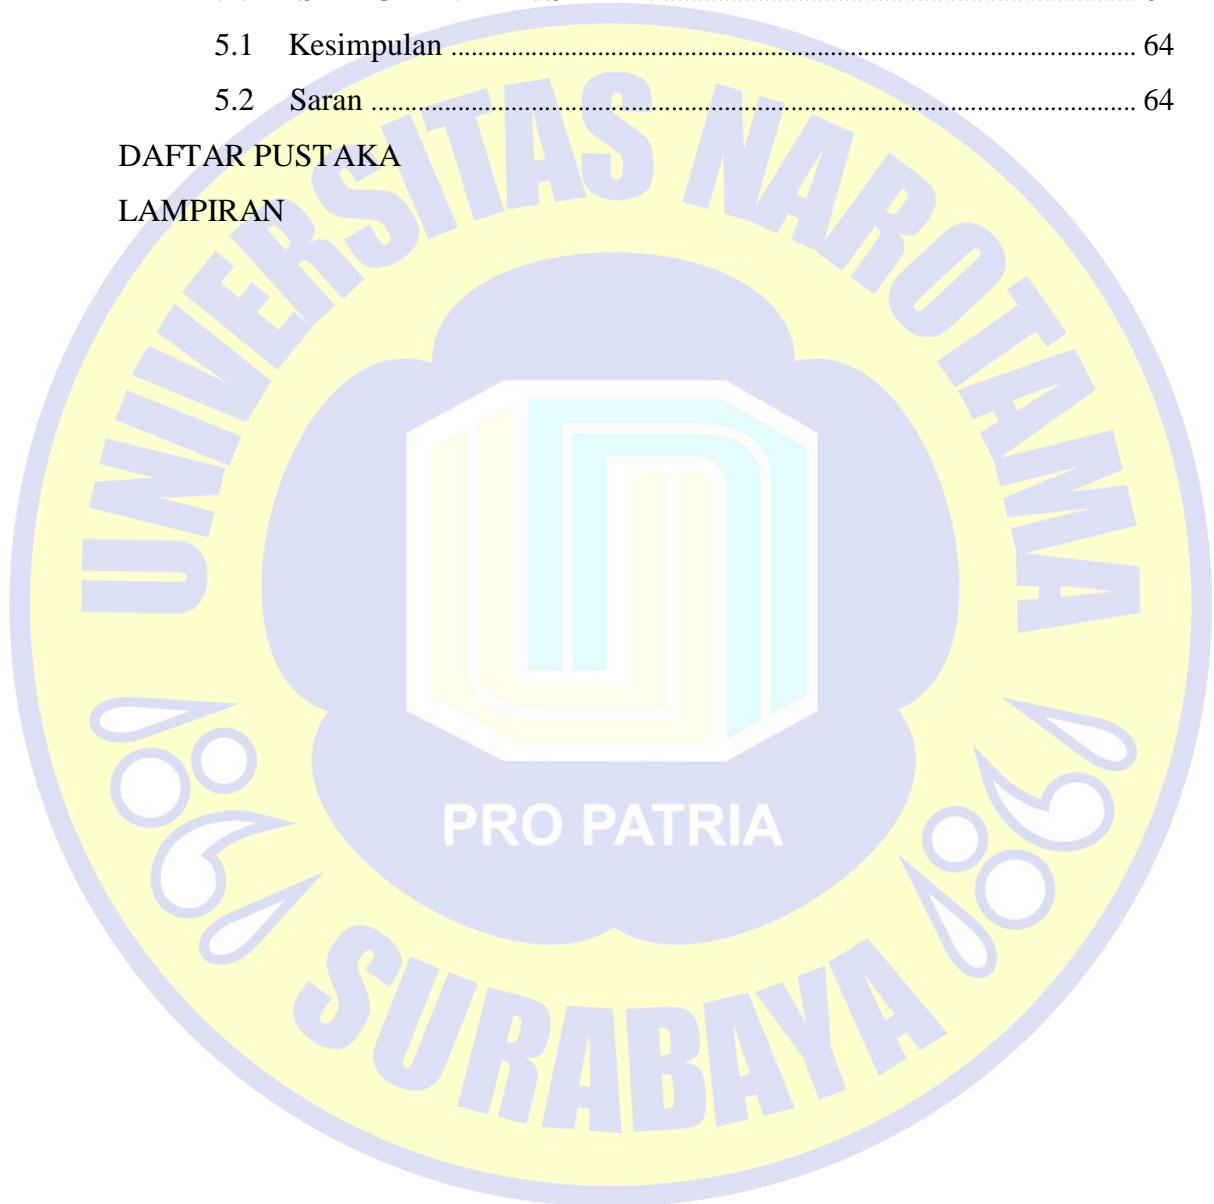 5.1 Kesimpulan ........................................................................................................ 64
5.2 Saran .................................................................................................................... 64
DAFTAR PUSTAKA
LAMPIRAN
UNIVERSITAS NAROTAMA
PRO PATRIA
SURABAYA